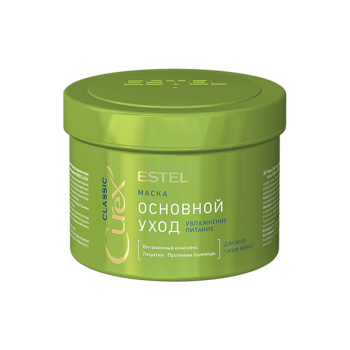 ESTEL
CLASSIC
Curex
ESTEL
МАСКА
ОСНОВНОЙ
УХОД
УВЛАЖНЕНИЕ
ПИТАНИЕ
Витаминный комплекс
Лецитин Протеины пшеницы
ДЛЯ ВСЕХ
ТИПОВ ВОЛОС